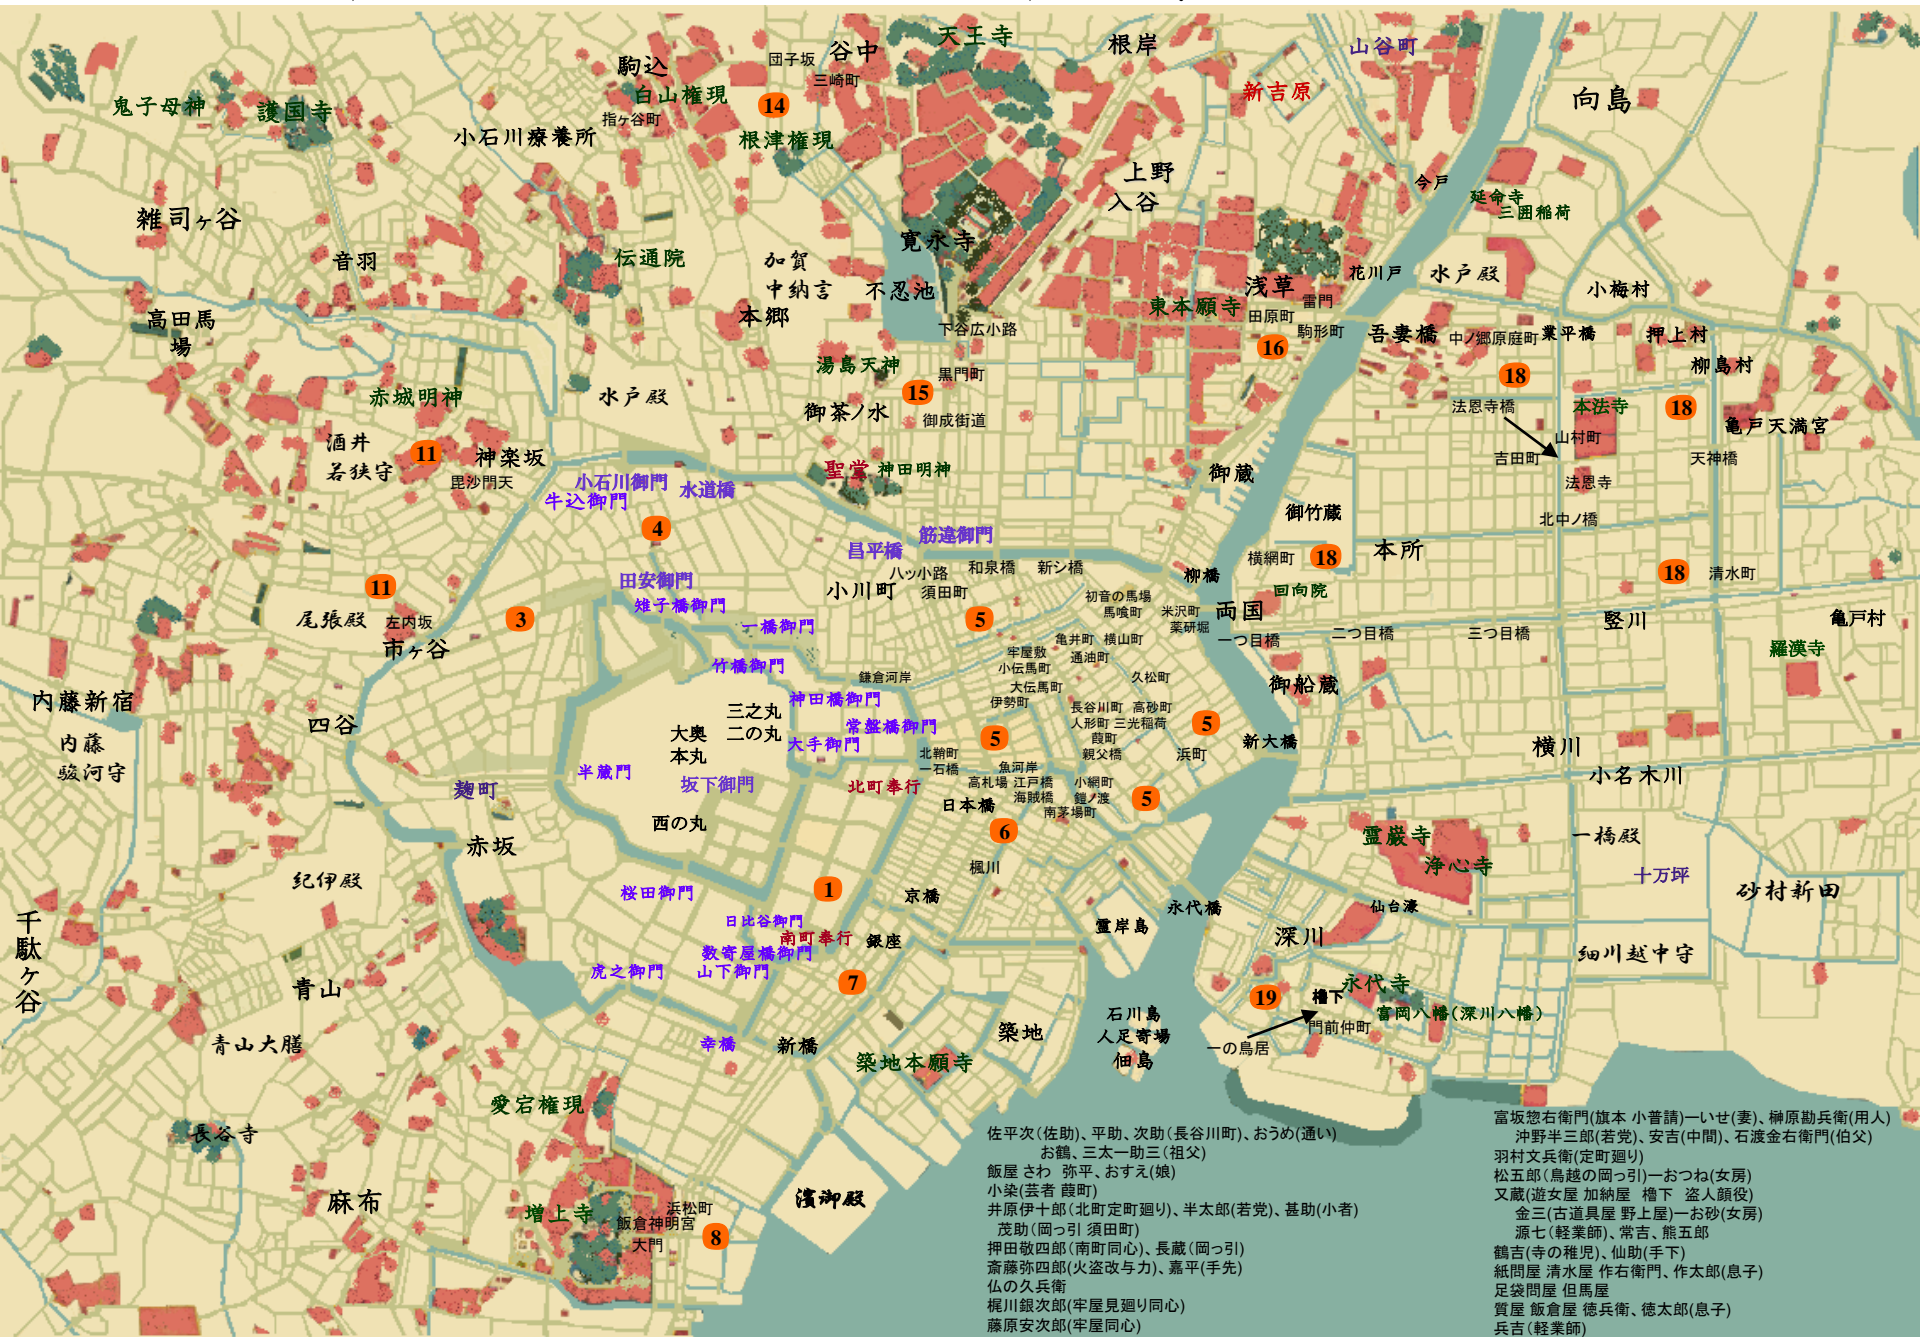 天王寺
根岸
山谷町
谷中
団子坂
駒込
三崎町
新吉原
向島
鬼子母神
護国寺
白山権現
14
指ヶ谷町
小石川療養所
根津権現
上野
入谷
今戸
延命寺
三囲稲荷
雑司ヶ谷
音羽
伝通院
加賀
中納言
本郷
寛永寺
不忍池
浅草
花川戸
水戸殿
小梅村
高田馬
場
下谷広小路
東本願寺
雷門
田原町
駒形町
16
吾妻橋
中ノ郷原庭町
業平橋
押上村
柳島村
湯島天神
黒門町
15
18
赤城明神
水戸殿
御茶ノ水
御成街道
法恩寺橋
本法寺
18
亀戸天満宮
酒井
若狭守
11
神楽坂
毘沙門天
聖堂
神田明神
御蔵
山村町
吉田町
天神橋
法恩寺
小石川御門
牛込御門
水道橋
4
御竹蔵
北中ノ橋
昌平橋
筋違御門
本所
横網町
18
八ッ小路
和泉橋
新シ橋
柳橋
18
清水町
田安御門
雉子橋御門
小川町
須田町
初音の馬場
馬喰町
米沢町
薬研堀
両国
回向院
11
尾張殿
左内坂
市ヶ谷
3
一橋御門
5
亀井町
横山町
一つ目橋
二つ目橋
三つ目橋
竪川
亀戸村
羅漢寺
竹橋御門
牢屋敷
小伝馬町
通油町
鎌倉河岸
大伝馬町
久松町
御船蔵
内藤新宿
四谷
神田橋御門
伊勢町
三之丸
二の丸
大奥
本丸
常盤橋御門
大手御門
長谷川町
高砂町
人形町
三光稲荷
葭町
親父橋
5
5
浜町
新大橋
横川
内藤
駿河守
半蔵門
坂下御門
北鞘町
一石橋
魚河岸
小名木川
麹町
北町奉行
高札場
江戸橋
小網町
海賊橋
鎧ノ渡
南茅場町
5
日本橋
西の丸
6
赤坂
霊巌寺
浄心寺
一橋殿
楓川
十万坪
砂村新田
紀伊殿
桜田御門
1
京橋
永代橋
仙台濠
千駄ヶ谷
日比谷御門
南町奉行
銀座
霊岸島
深川
数寄屋橋御門
細川越中守
虎之御門
山下御門
7
青山
19
櫓下
永代寺
富岡八幡(深川八幡)
門前仲町
一の鳥居
石川島
人足寄場
佃島
青山大膳
幸橋
新橋
築地
築地本願寺
愛宕権現
長谷寺
麻布
増上寺
浜松町
飯倉神明宮
大門
8
濱御殿
佐平次(佐助)、平助、次助(長谷川町)、おうめ(通い)
お鶴、三太ー助三(祖父)
飯屋 さわ 弥平、おすえ(娘)
小染(芸者 葭町)
井原伊十郎(北町定町廻り)、半太郎(若党)、甚助(小者)
茂助(岡っ引 須田町)
押田敬四郎(南町同心)、長蔵(岡っ引)
斎藤弥四郎(火盗改与力)、嘉平(手先)
仏の久兵衛
梶川銀次郎(牢屋見廻り同心)
藤原安次郎(牢屋同心)
富坂惣右衛門(旗本 小普請)ーいせ(妻)、榊原勘兵衛(用人)
沖野半三郎(若党)、安吉(中間)、石渡金右衛門(伯父)
羽村文兵衛(定町廻り)
松五郎(鳥越の岡っ引)ーおつね(女房)
又蔵(遊女屋 加納屋 櫓下 盗人顔役)
金三(古道具屋 野上屋)ーお砂(女房)
源七(軽業師)、常吉、熊五郎
鶴吉(寺の稚児)、仙助(手下)
紙問屋 清水屋 作右衛門、作太郎(息子)
足袋問屋 但馬屋
質屋 飯倉屋 徳兵衛、徳太郎(息子)
兵吉(軽業師)